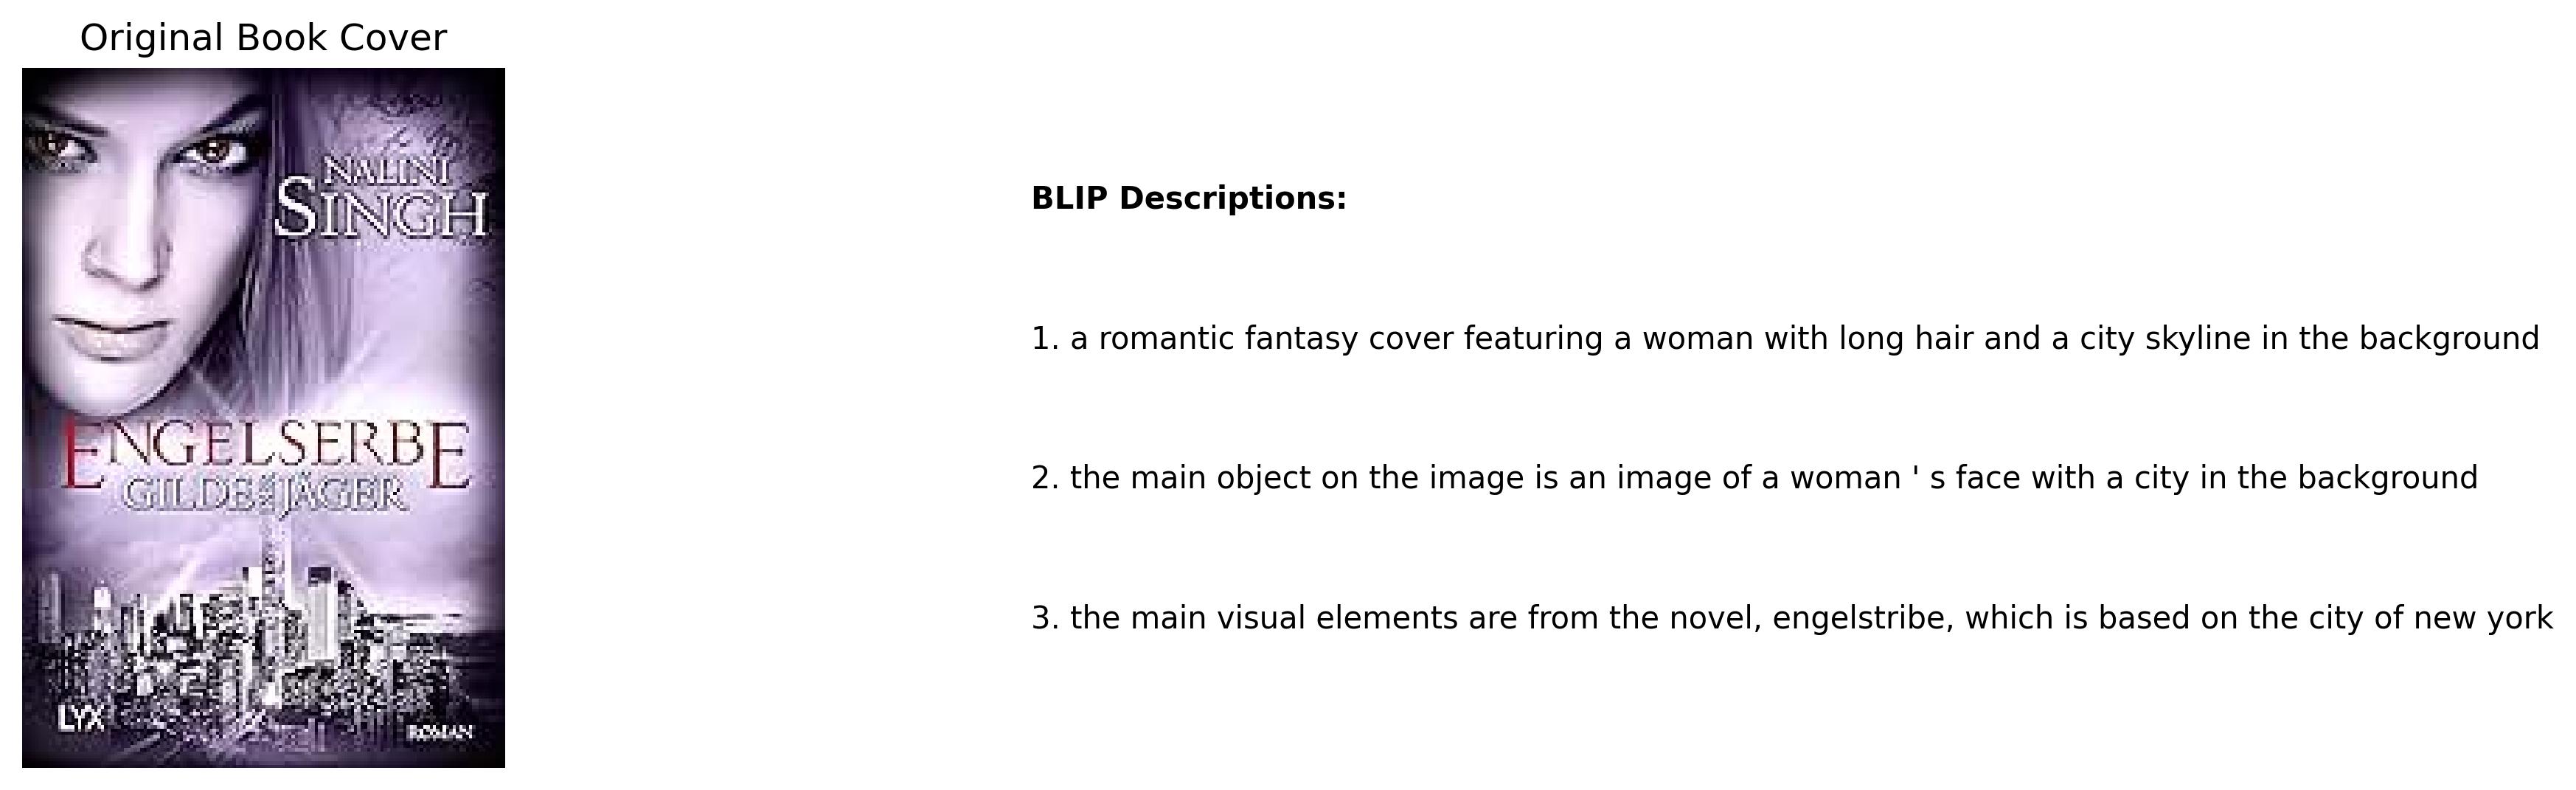 Original Book Cover
NALINI
SINGH
ENGELSERBE
GILDE DER JÄGER
LYX
ROMAN
BLIP Descriptions:
1. a romantic fantasy cover featuring a woman with long hair and a city skyline in the background
2. the main object on the image is an image of a woman ' s face with a city in the background
3. the main visual elements are from the novel, engelstribe, which is based on the city of new york